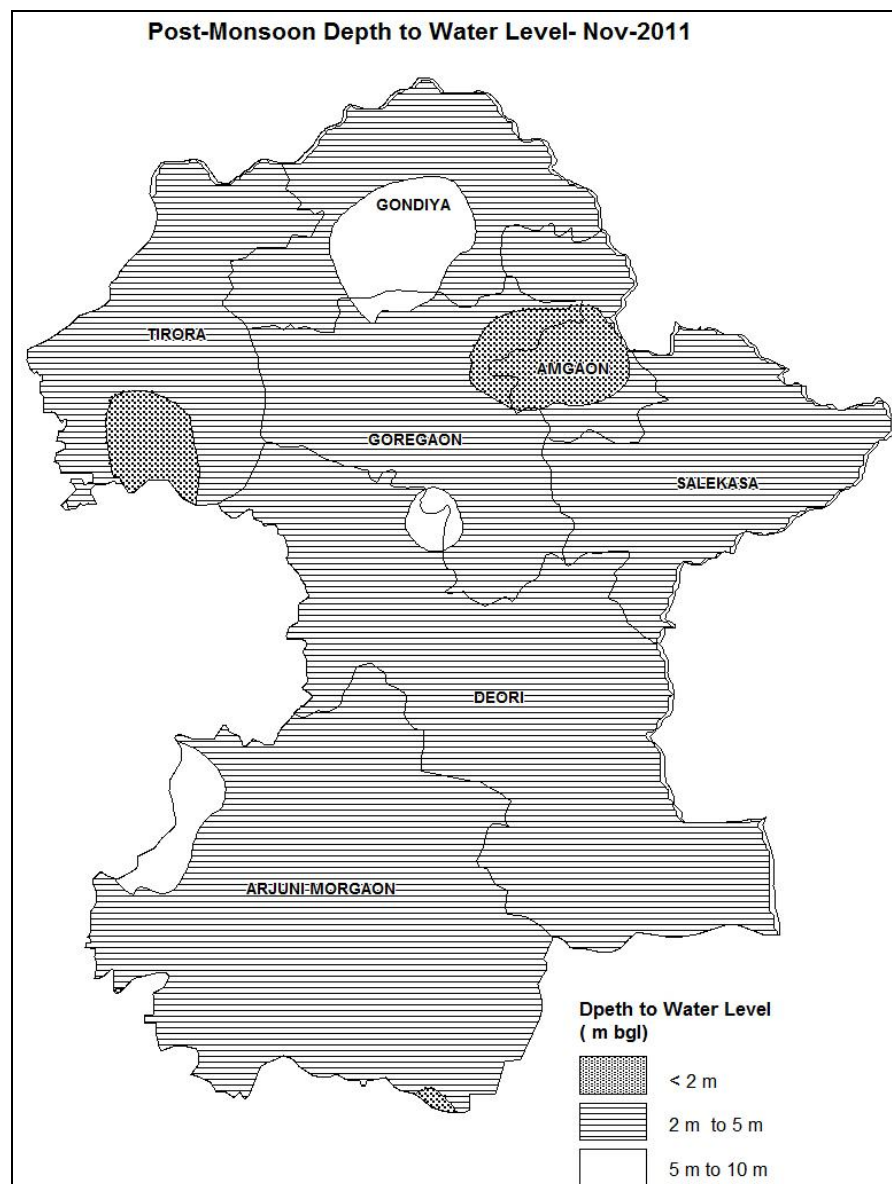 Post-Monsoon Depth to Water Level- Nov-2011
GONDIYA
TIRORA
AMGAON
GOREGAON
SALEKASA
DEORI
ARJUNI MORGAON
Dpeth to Water Level
( m bgl)
< 2 m
2 m to 5 m
5 m to 10 m